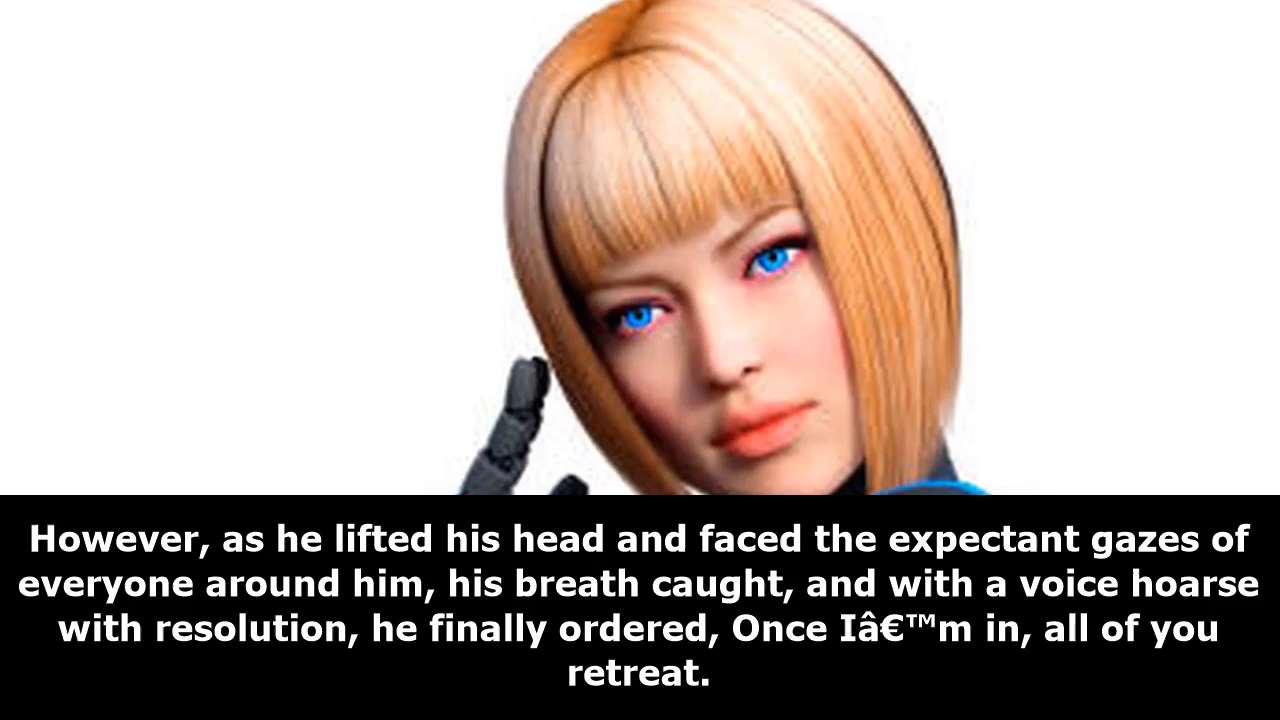 However, as he lifted his head and faced the expectant gazes of
everyone around him, his breath caught, and with a voice hoarse
with resolution, he finally ordered, Once Iâ€™m in, all of you
retreat.